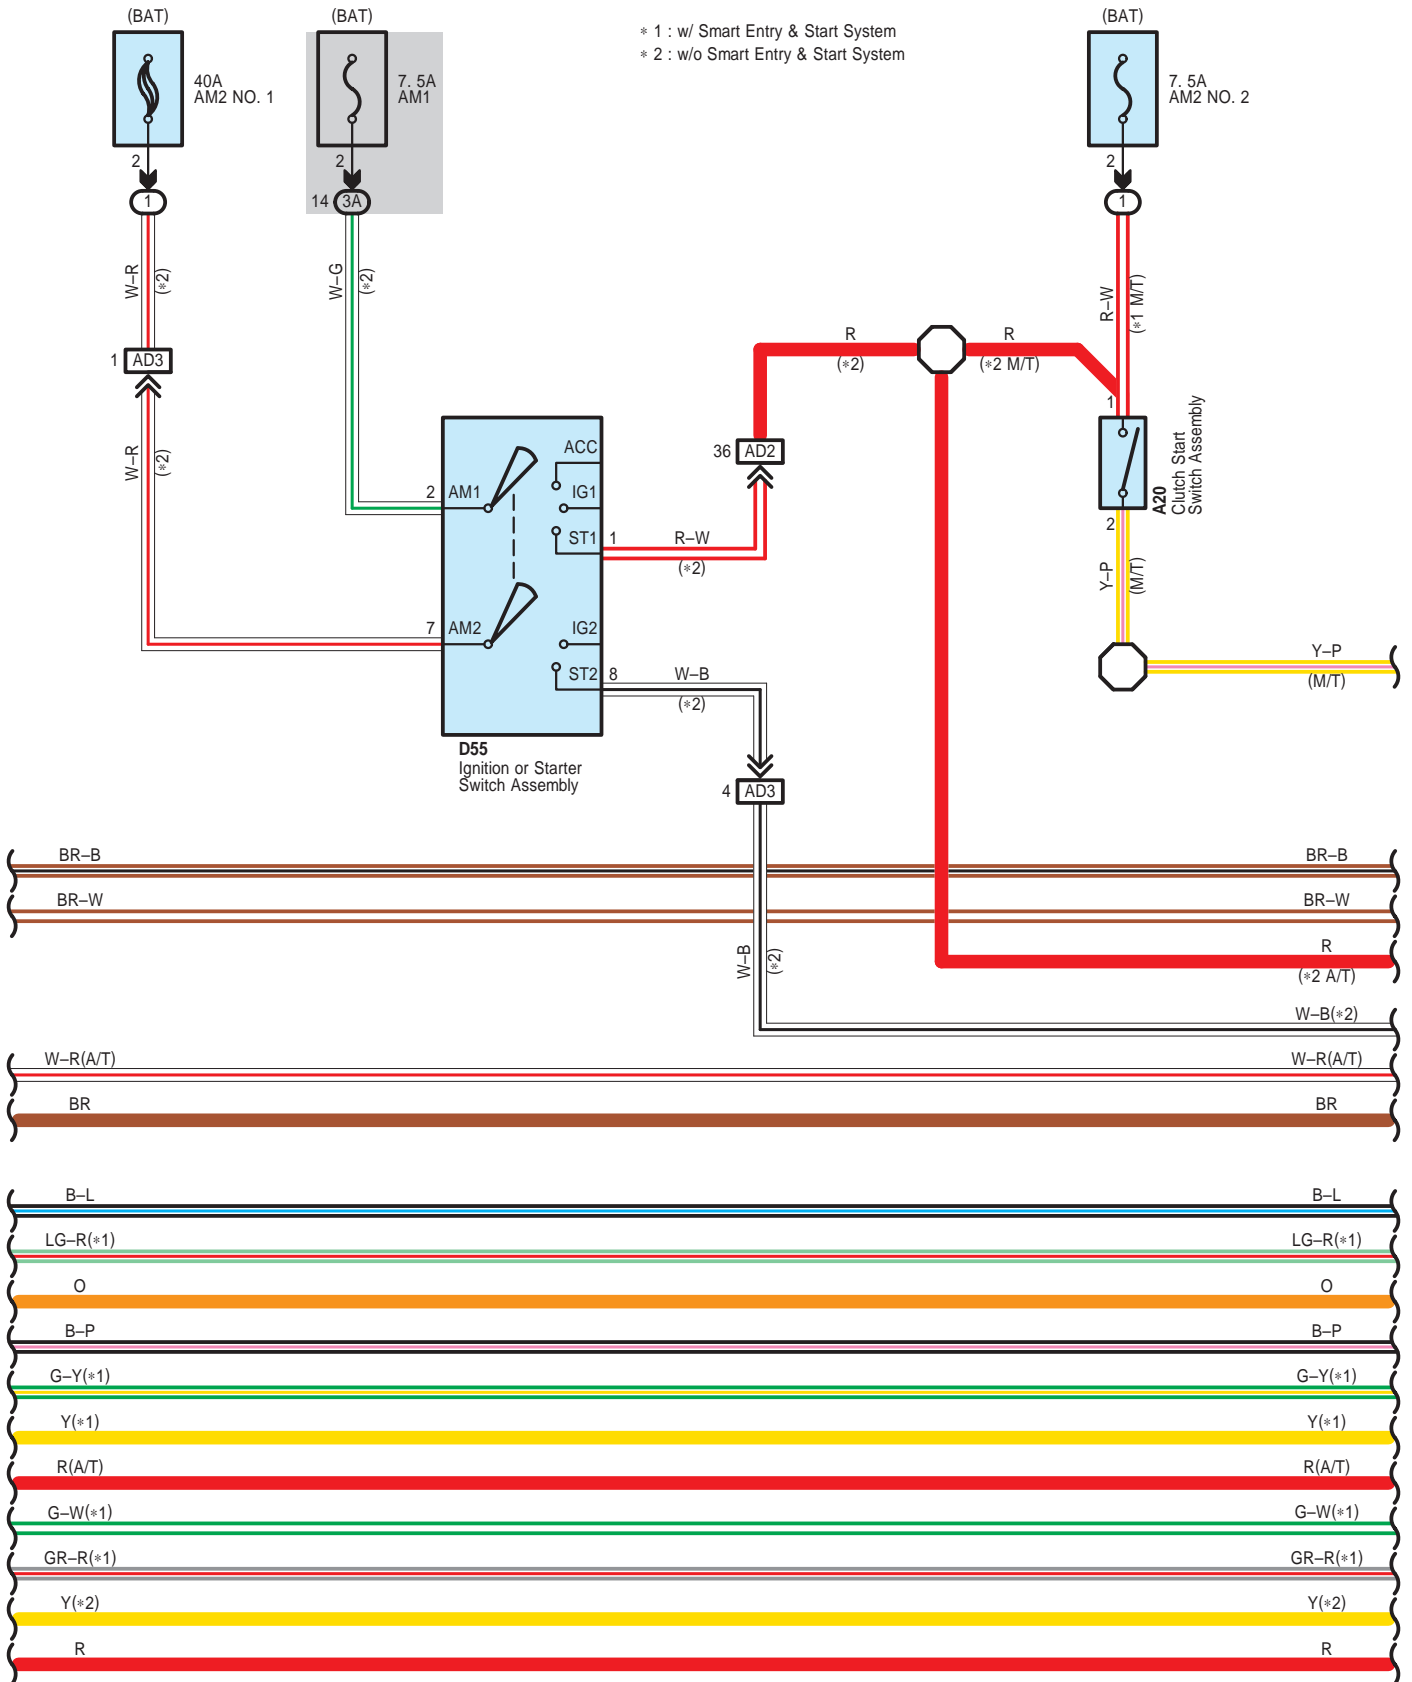 (BAT)
(BAT)
(BAT)
∗ 1 : w/ Smart Entry & Start System
∗ 2 : w/o Smart Entry & Start System
40A
AM2 NO. 1
7. 5A
AM1
7. 5A
AM2 NO. 2
2
2
2
1
14 3A
1
W–R
(∗2)
W–G
(∗2)
R–W
(∗1 M/T)
1 AD3
R
(∗2)
R
(∗2 M/T)
W–R
(∗2)
1
A20
Clutch Start
Switch Assembly
2
36 AD2
ACC
2 AM1
IG1
ST1 1
R–W
(∗2)
Y–P
(M/T)
7 AM2
IG2
ST2 8
W–B
(∗2)
Y–P
(M/T)
D55
Ignition or Starter
Switch Assembly
4 AD3
BR–B BR–B
BR–W BR–W
W–B
(∗2)
R
(∗2 A/T)
W–B(∗2)
W–R(A/T) W–R(A/T)
BR BR
B–L B–L
LG–R(∗1) LG–R(∗1)
O O
B–P B–P
G–Y(∗1) G–Y(∗1)
Y(∗1) Y(∗1)
R(A/T) R(A/T)
G–W(∗1) G–W(∗1)
GR–R(∗1) GR–R(∗1)
Y(∗2) Y(∗2)
R R